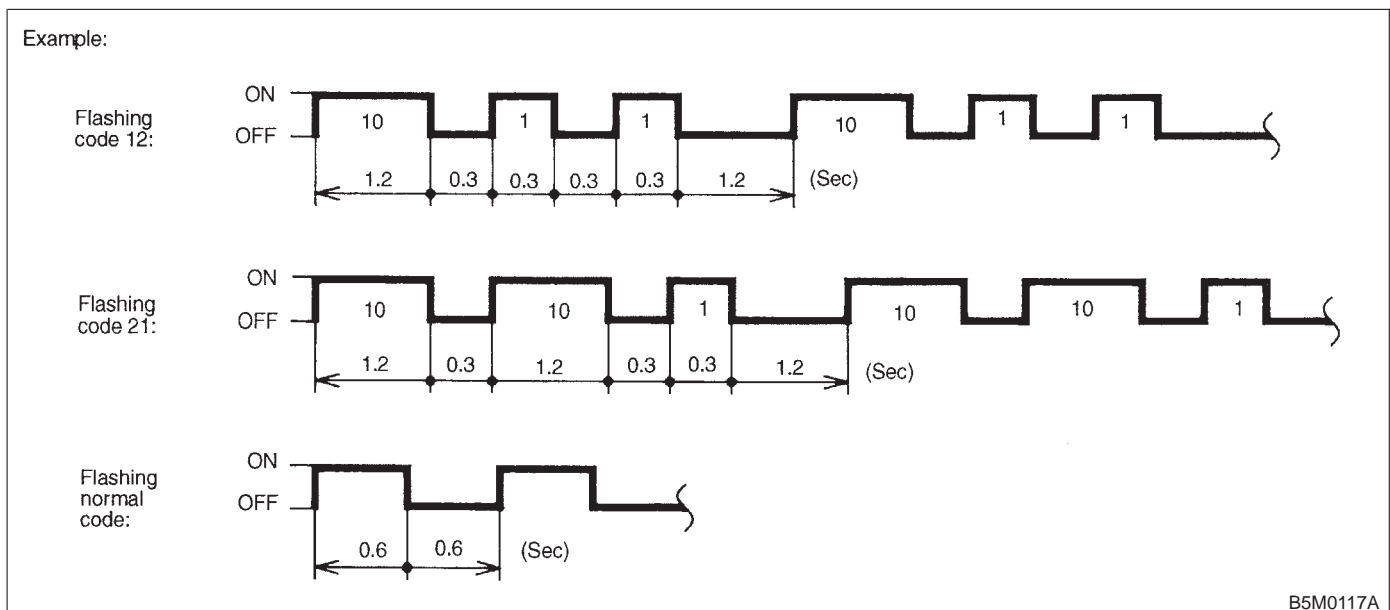 Example:
Flashing
code 12:
ON
OFF
10
1
1
10
1
1
1.2
0.3
0.3
0.3
0.3
1.2
(Sec)
Flashing
code 21:
ON
OFF
10
10
1
10
10
1
1.2
0.3
1.2
0.3
0.3
1.2
(Sec)
Flashing
normal
code:
ON
OFF
0.6
0.6
(Sec)
B5M0117A